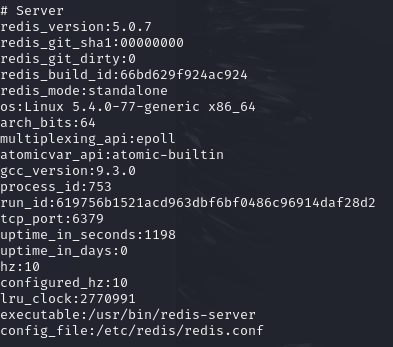 # Server
redis_version:5.0.7
redis_git_sha1:00000000
redis_git_dirty:0
redis_build_id:66bd629f924ac924
redis_mode:standalone
os:Linux 5.4.0-77-generic x86_64
arch_bits:64
multiplexing_api:epoll
atomicvar_api:atomic-builtin
gcc_version:9.3.0
process_id:753
run_id:619756b1521acd963dbf6bf0486c96914daf28d2
tcp_port:6379
uptime_in_seconds:1198
uptime_in_days:0
hz:10
configured_hz:10
lru_clock:2770991
executable:/usr/bin/redis-server
config_file:/etc/redis/redis.conf